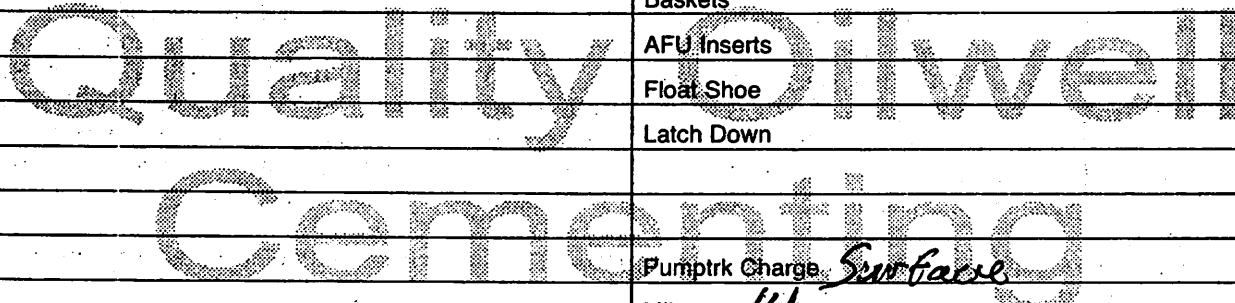 Baskets
Quality Oilwell
AFU Inserts
Float Shoe
Latch Down
Cementing
Pumptrk Charge Surface